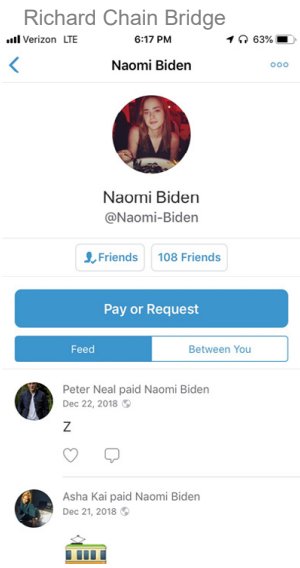 Richard Chain Bridge
Verizon LTE 6:17 PM 63%
Naomi Biden
Naomi Biden
@Naomi-Biden
Friends 108 Friends
Pay or Request
Feed Between You
Peter Neal paid Naomi Biden
Dec 22, 2018
Z
Asha Kai paid Naomi Biden
Dec 21, 2018